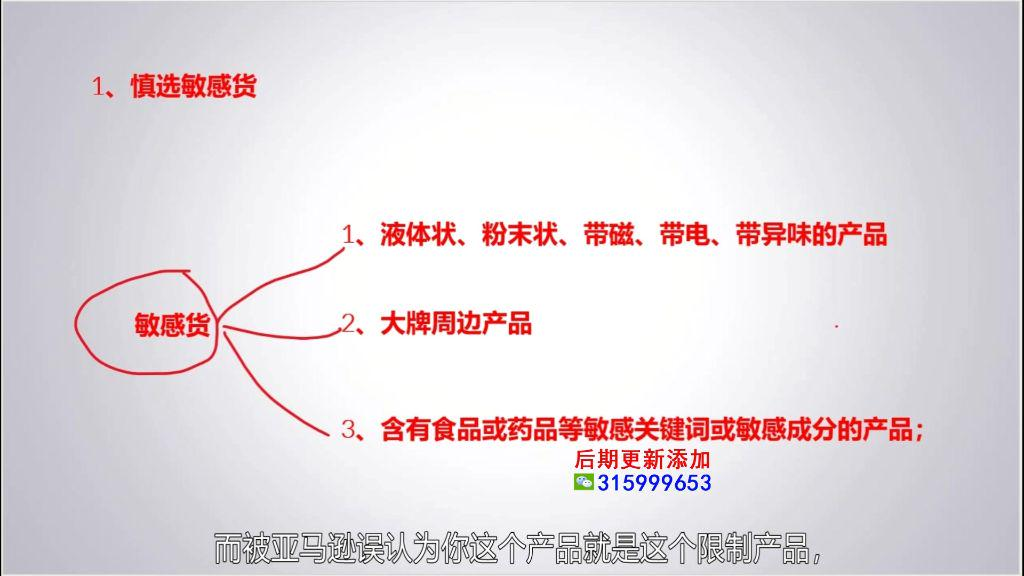 1、慎选敏感货
1、液体状、粉末状、带磁、带电、带异味的产品
敏感货
2、大牌周边产品
3、含有食品或药品等敏感关键词或敏感成分的产品；
后期更新添加
315999653
而被亚马逊误认为你这个产品就是这个限制产品，